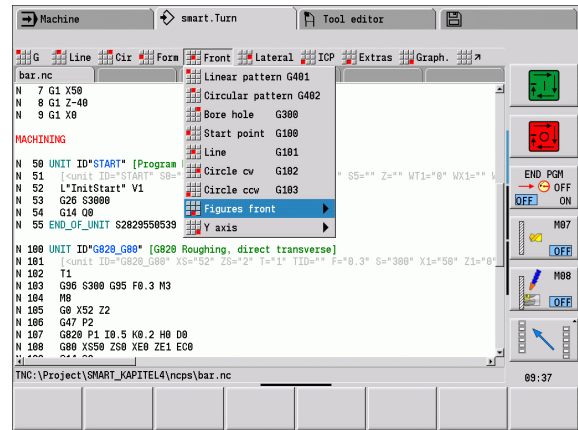 Machine smart.Turn Tool editor
G Line Cir Form Front Lateral ICP Extras Graph.
bar.nc
Linear pattern G401
Circular pattern G402
Bore hole G300
Start point G100
Line G101
Circle cw G102
Circle ccw G103
Figures front
Y axis
N 7 G1 X50
N 8 G1 Z-40
N 9 G1 X0
MACHINING
N 50 UNIT ID"START" [Program
N 51 [<unit ID="START" S0= " S5="" Z="" WT1="0" WX1=""
N 52 L"InitStart" V1
N 53 G26 S3000
N 54 G14 Q0
N 55 END_OF_UNIT S2829550539
N 100 UNIT ID"G820_G80" [G820 Roughing, direct transverse]
N 101 [<unit ID="G820_G80" XS="52" ZS="2" T="1" TID="" F="0.3" S="300" X1="50" Z1="0"
N 102 T1
N 103 G96 S300 G95 F0.3 M3
N 104 M8
N 105 G0 X52 Z2
N 106 G47 P2
N 107 G820 P1 I0.5 K0.2 H0 D0
N 108 G80 XS50 ZS0 XE0 ZE1 EC0
TNC:\Project\SMART_KAPITEL4\ncps\bar.nc
END PGM
OFF
OFF ON
M07
OFF
M08
OFF
09:37